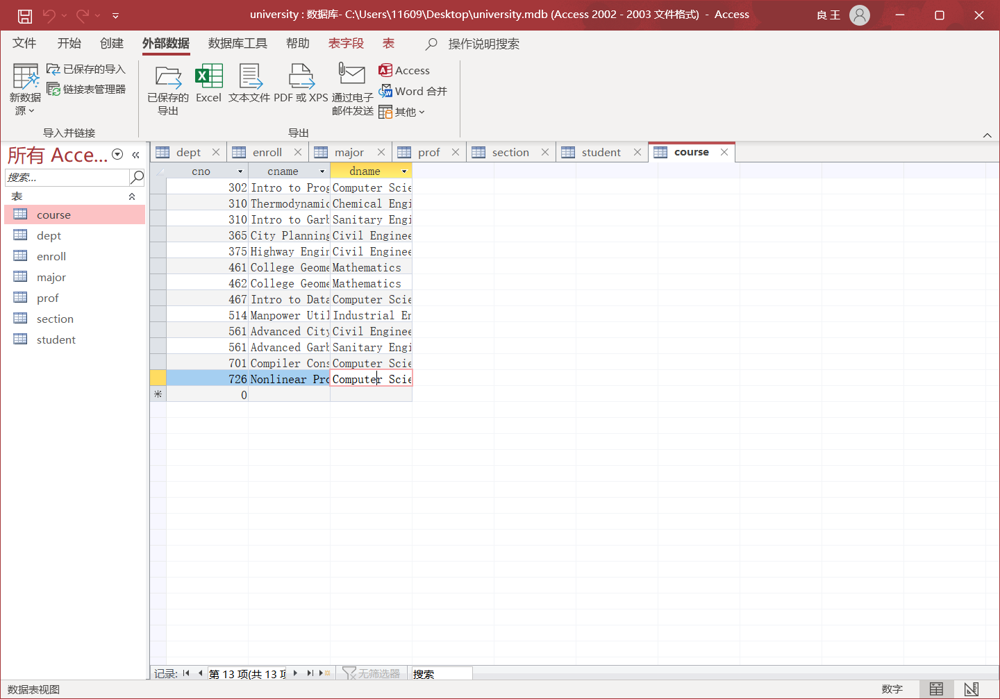 university : 数据库- C:\Users\11609\Desktop\university.mdb (Access 2002 - 2003 文件格式) - Access
良 王
文件 开始 创建 外部数据 数据库工具 帮助 表字段 表 操作说明搜索
新数据源
已保存的导入
链接表管理器
导入并链接
已保存的导出
Excel
文本文件
PDF 或 XPS
通过电子邮件发送
Access
Word 合并
其他
导出
所有 Acce...
搜索...
表
course
dept
enroll
major
prof
section
student
dept enroll major prof section student course
cno cname dname
302 Intro to Prog Computer Scie
310 Thermodynamic Chemical Engi
310 Intro to Garb Sanitary Engi
365 City Planning Civil Enginee
375 Highway Engin Civil Enginee
461 College Geome Mathematics
462 College Geome Mathematics
467 Intro to Data Computer Scie
514 Manpower Util Industrial En
561 Advanced City Civil Enginee
561 Advanced Garb Sanitary Engi
701 Compiler Cons Computer Scie
726 Nonlinear Pro Computer Scie
0
记录: 第 13 项(共 13 项 无筛选器 搜索
数据表视图 数字